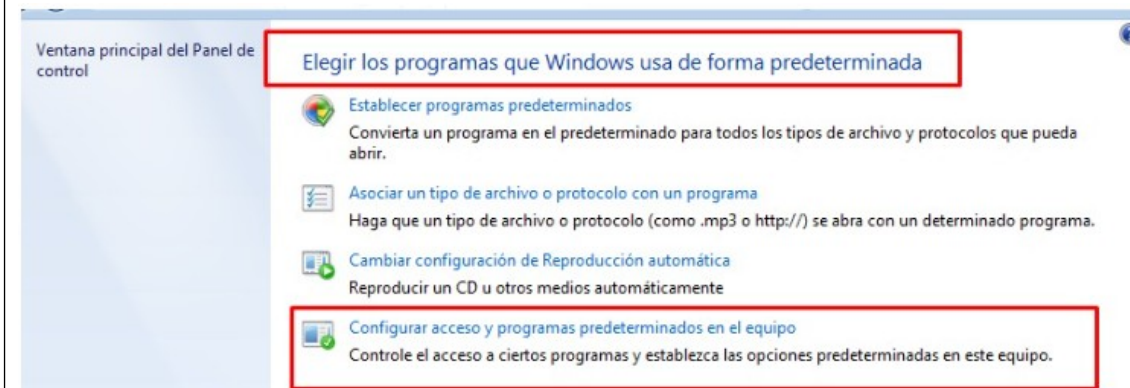 Ventana principal del Panel de
control
Elegir los programas que Windows usa de forma predeterminada
Establecer programas predeterminados
Convierta un programa en el predeterminado para todos los tipos de archivo y protocolos que pueda
abrir.
Asociar un tipo de archivo o protocolo con un programa
Haga que un tipo de archivo o protocolo (como .mp3 o http://) se abra con un determinado programa.
Cambiar configuración de Reproducción automática
Reproducir un CD u otros medios automáticamente
Configurar acceso y programas predeterminados en el equipo
Controle el acceso a ciertos programas y establezca las opciones predeterminadas en este equipo.